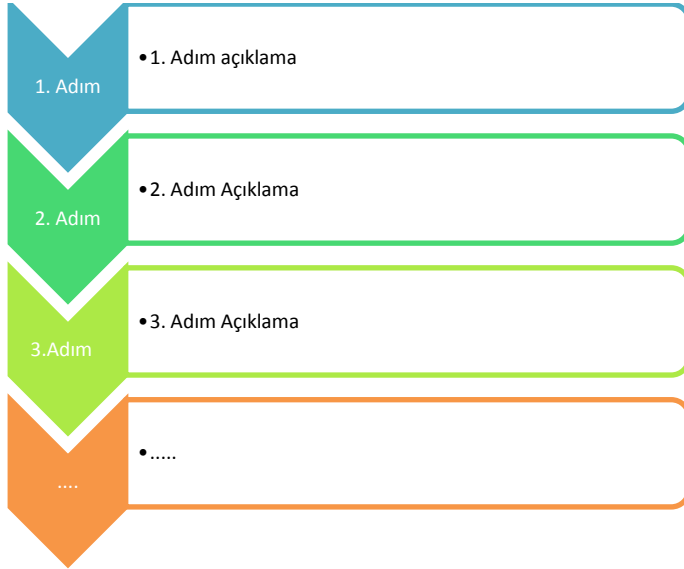 1. Adım
•1. Adım açıklama
2. Adım
•2. Adım Açıklama
3.Adım
•3. Adım Açıklama
....
•.....